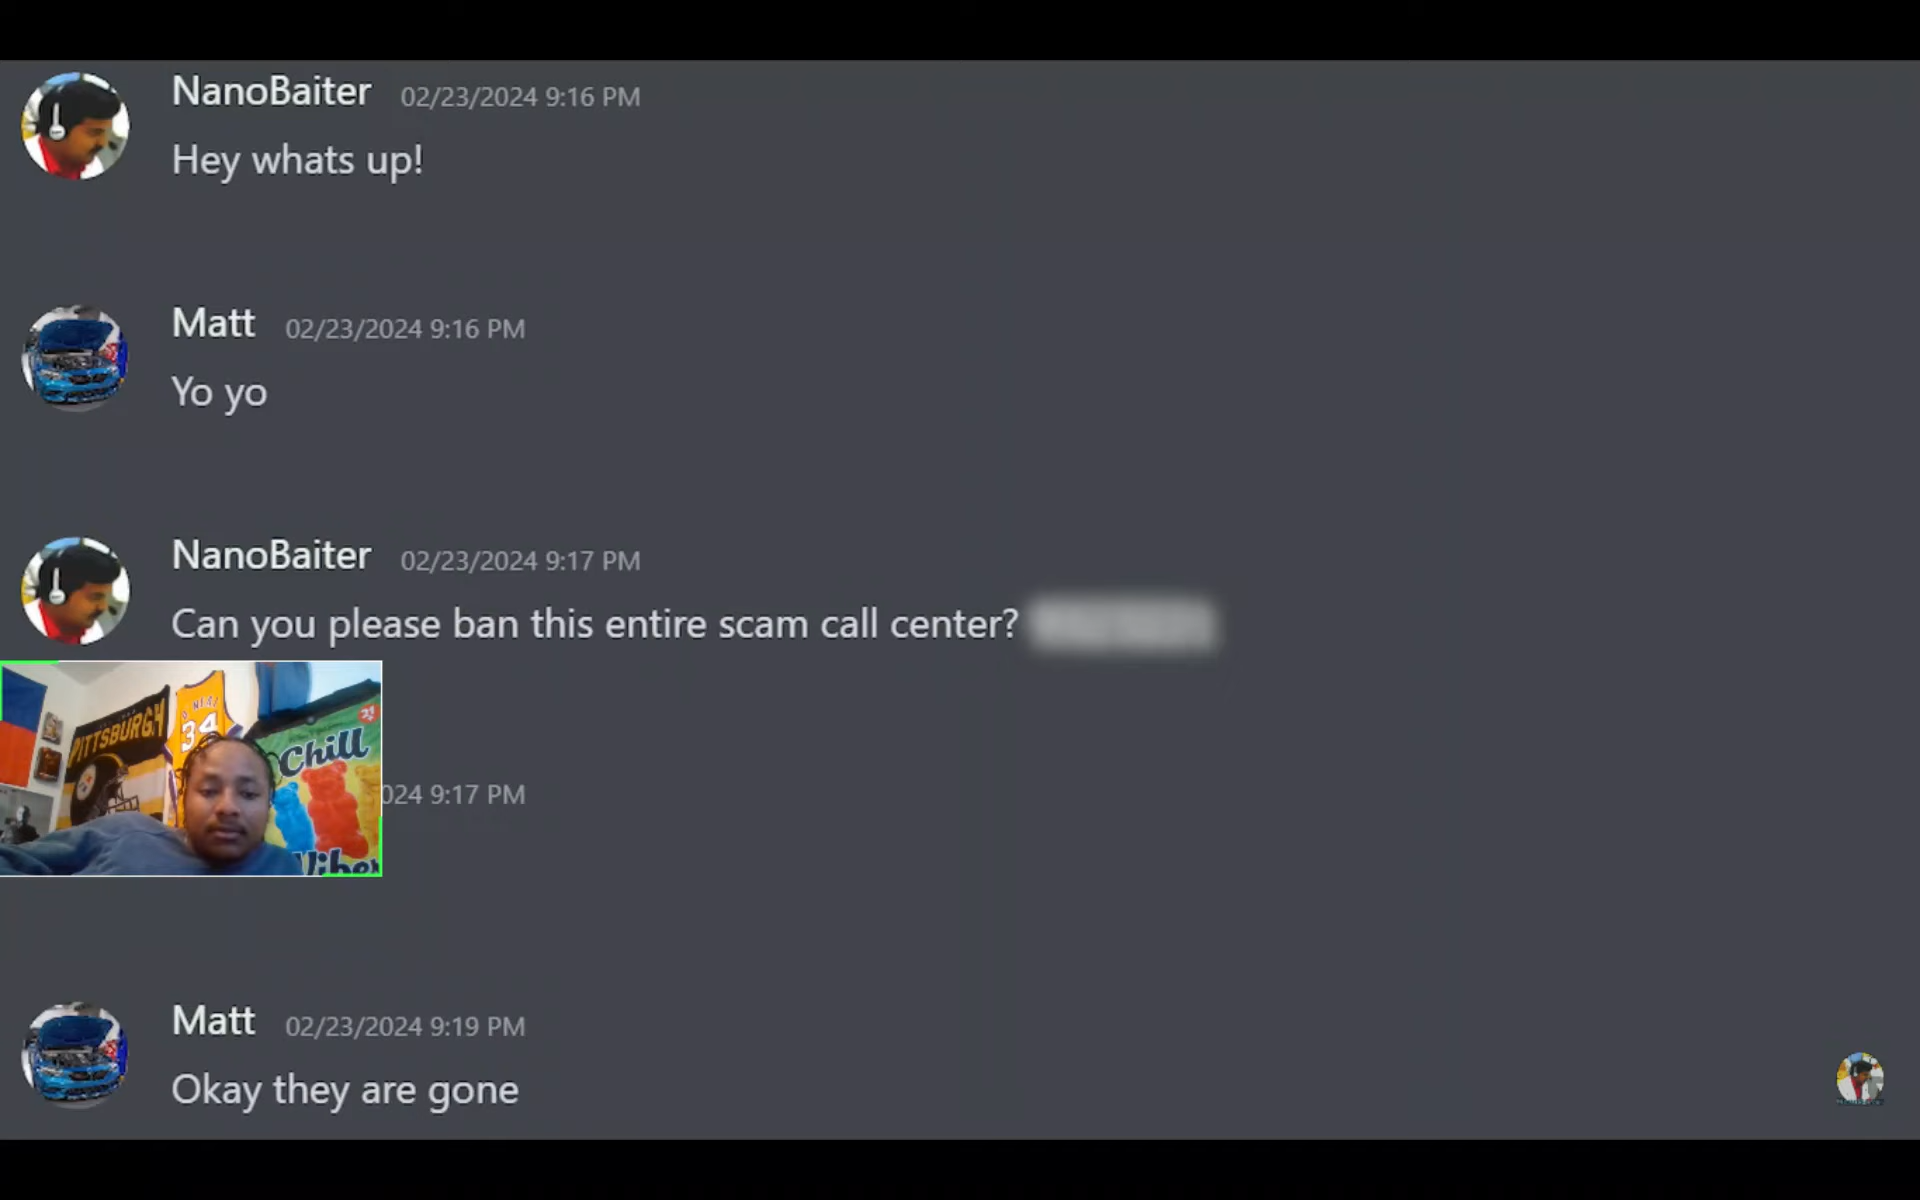 NanoBaiter 02/23/2024 9:16 PM
Hey whats up!
Matt 02/23/2024 9:16 PM
Yo yo
NanoBaiter 02/23/2024 9:17 PM
Can you please ban this entire scam call center?
PITTSBURGH
34
Chill
024 9:17 PM
Matt 02/23/2024 9:19 PM
Okay they are gone